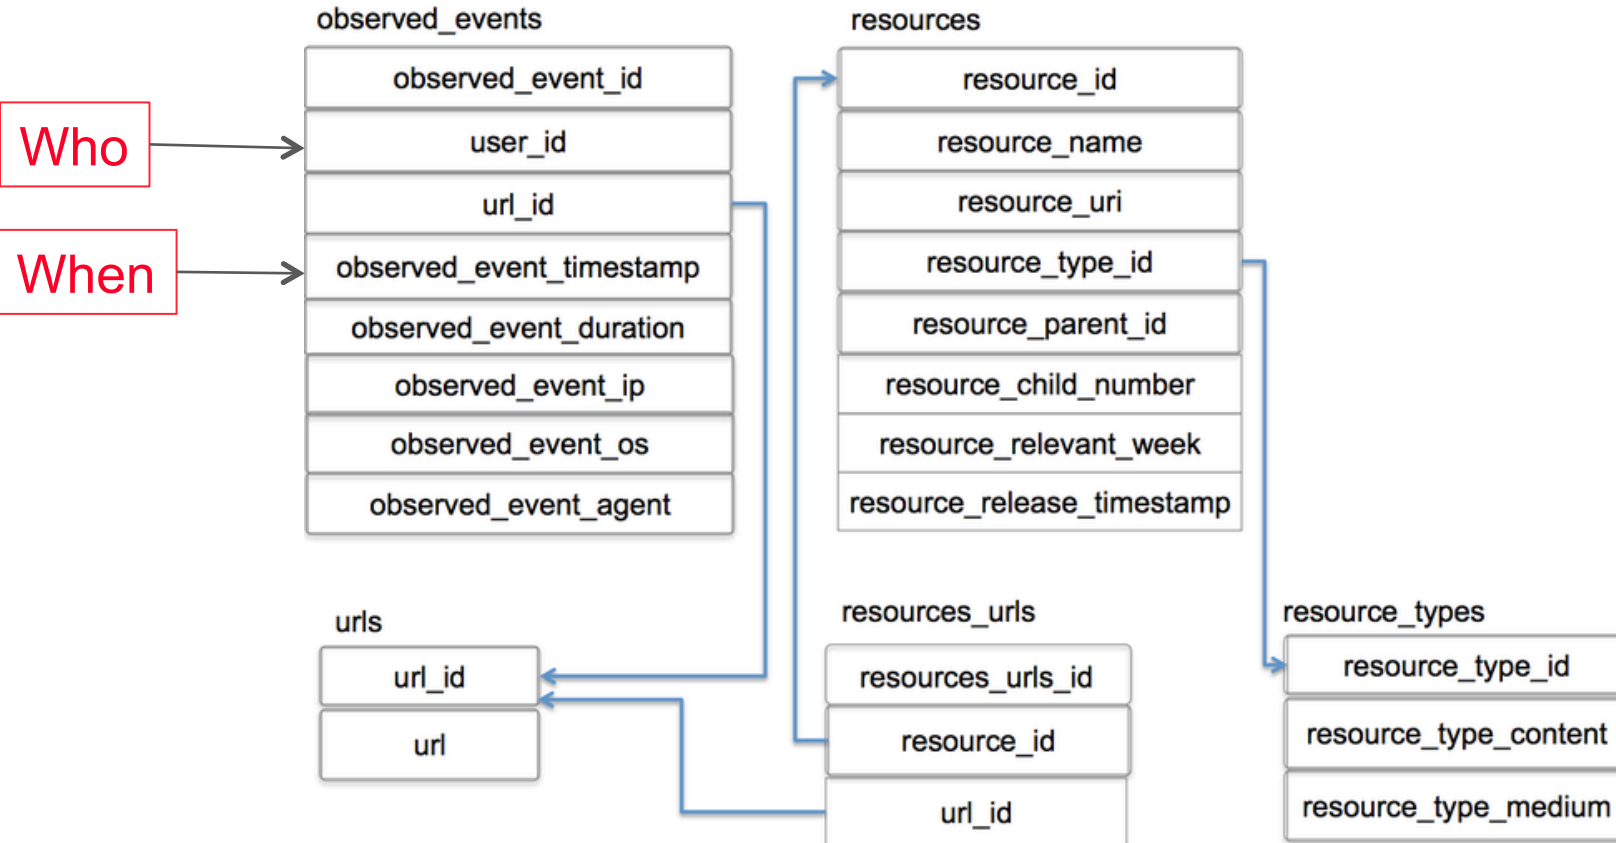 observed_events
observed_event_id
user_id
url_id
observed_event_timestamp
observed_event_duration
observed_event_ip
observed_event_os
observed_event_agent
Who
When
resources
resource_id
resource_name
resource_uri
resource_type_id
resource_parent_id
resource_child_number
resource_relevant_week
resource_release_timestamp
urls
url_id
url
resources_urls
resources_urls_id
resource_id
url_id
resource_types
resource_type_id
resource_type_content
resource_type_medium